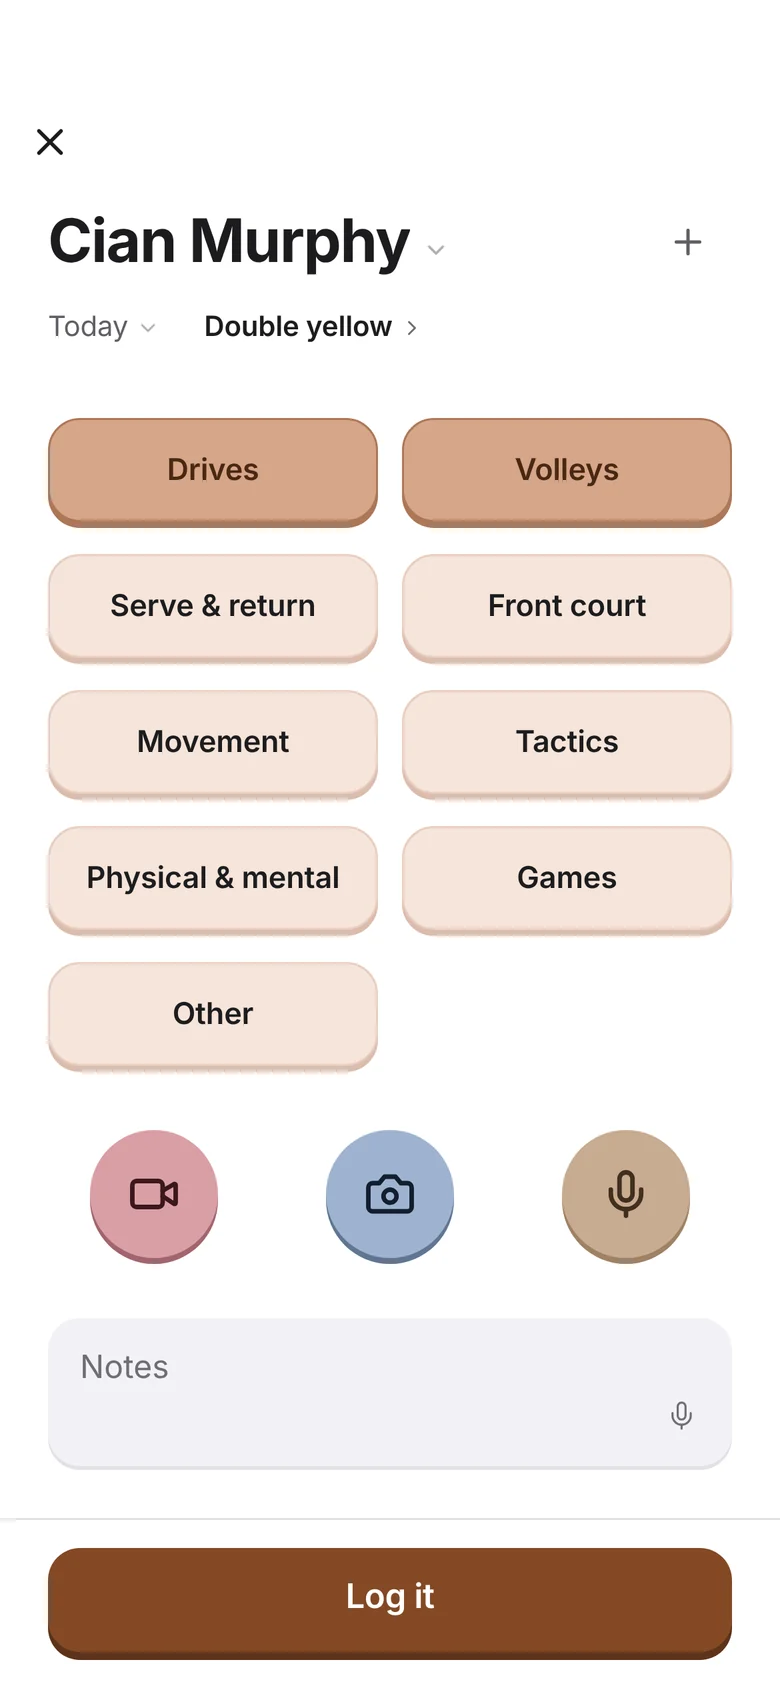 Cian Murphy
Today Double yellow
Drives Volleys
Serve & return Front court
Movement Tactics
Physical & mental Games
Other
Notes
Log it